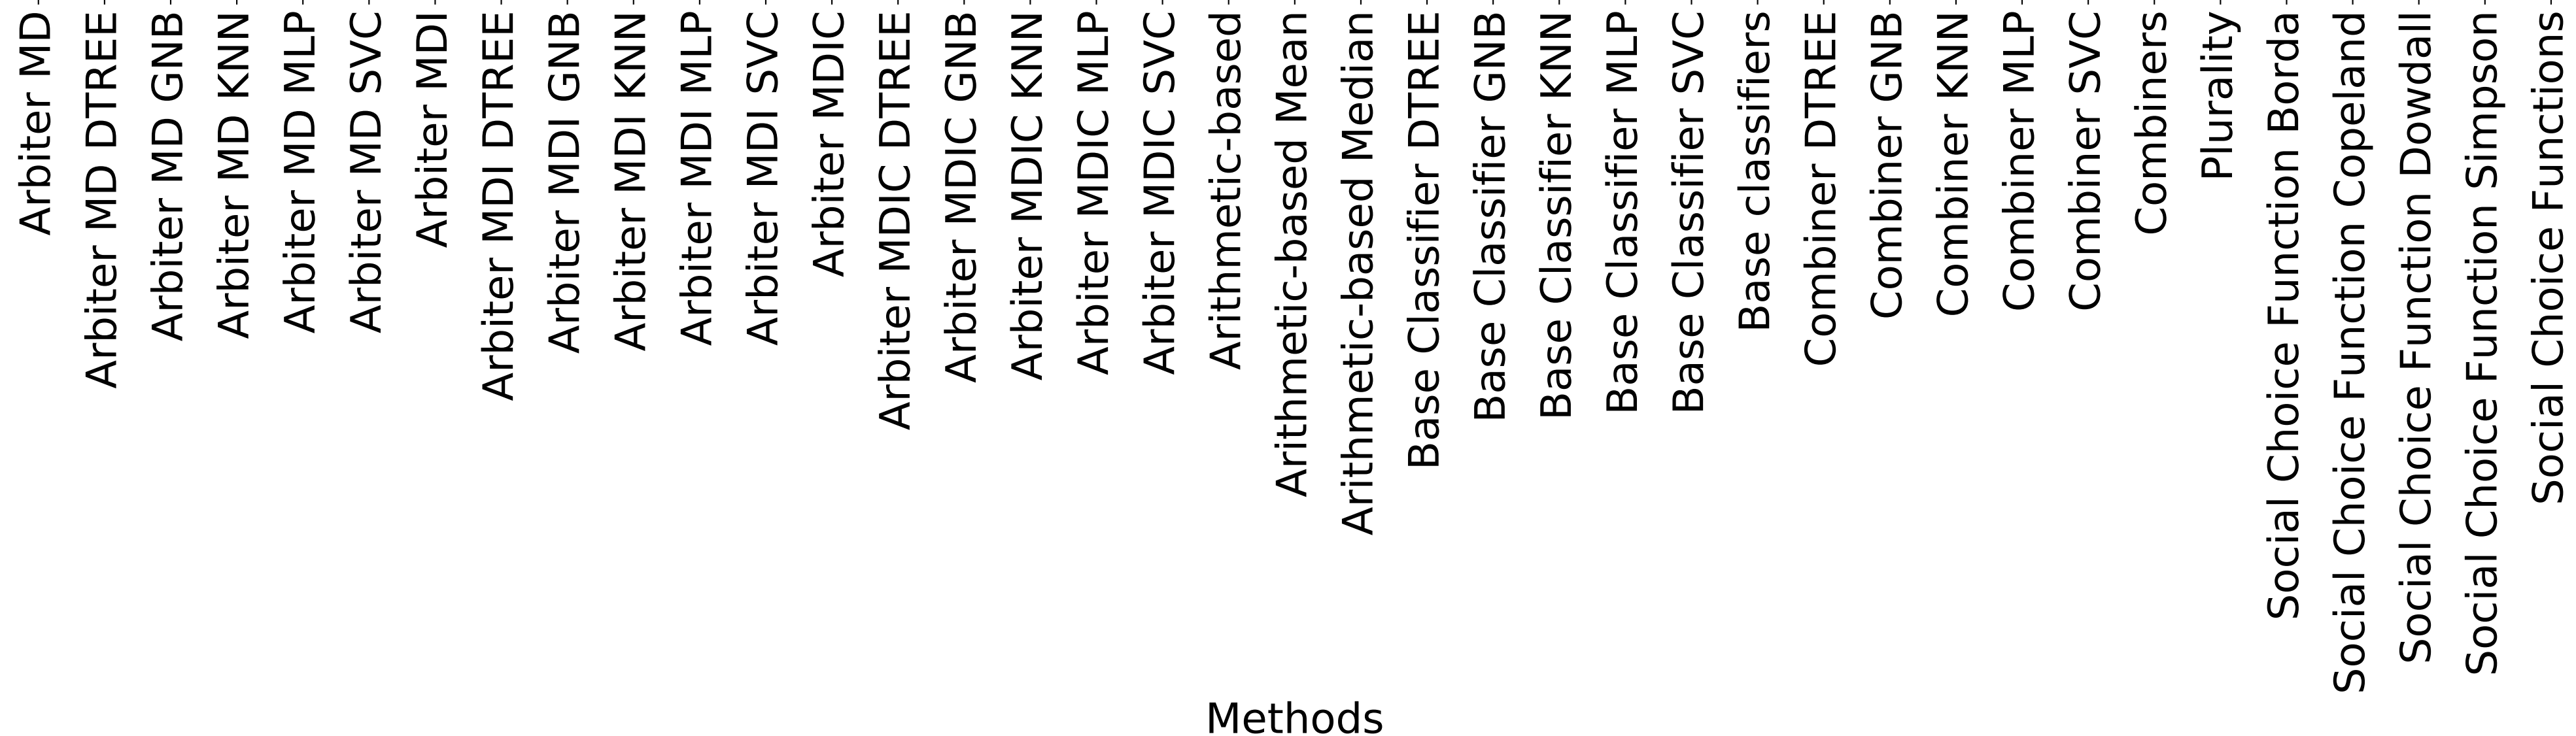 Arbiter MD
Arbiter MD DTREE
Arbiter MD GNB
Arbiter MD KNN
Arbiter MD MLP
Arbiter MD SVC
Arbiter MDI
Arbiter MDI DTREE
Arbiter MDI GNB
Arbiter MDI KNN
Arbiter MDI MLP
Arbiter MDI SVC
Arbiter MDIC
Arbiter MDIC DTREE
Arbiter MDIC GNB
Arbiter MDIC KNN
Arbiter MDIC MLP
Arbiter MDIC SVC
Arithmetic-based
Arithmetic-based Mean
Arithmetic-based Median
Base Classifier DTREE
Base Classifier GNB
Base Classifier KNN
Base Classifier MLP
Base Classifier SVC
Base classifiers
Combiner DTREE
Combiner GNB
Combiner KNN
Combiner MLP
Combiner SVC
Combiners
Plurality
Social Choice Function Borda
Social Choice Function Copeland
Social Choice Function Dowdall
Social Choice Function Simpson
Social Choice Functions
Methods